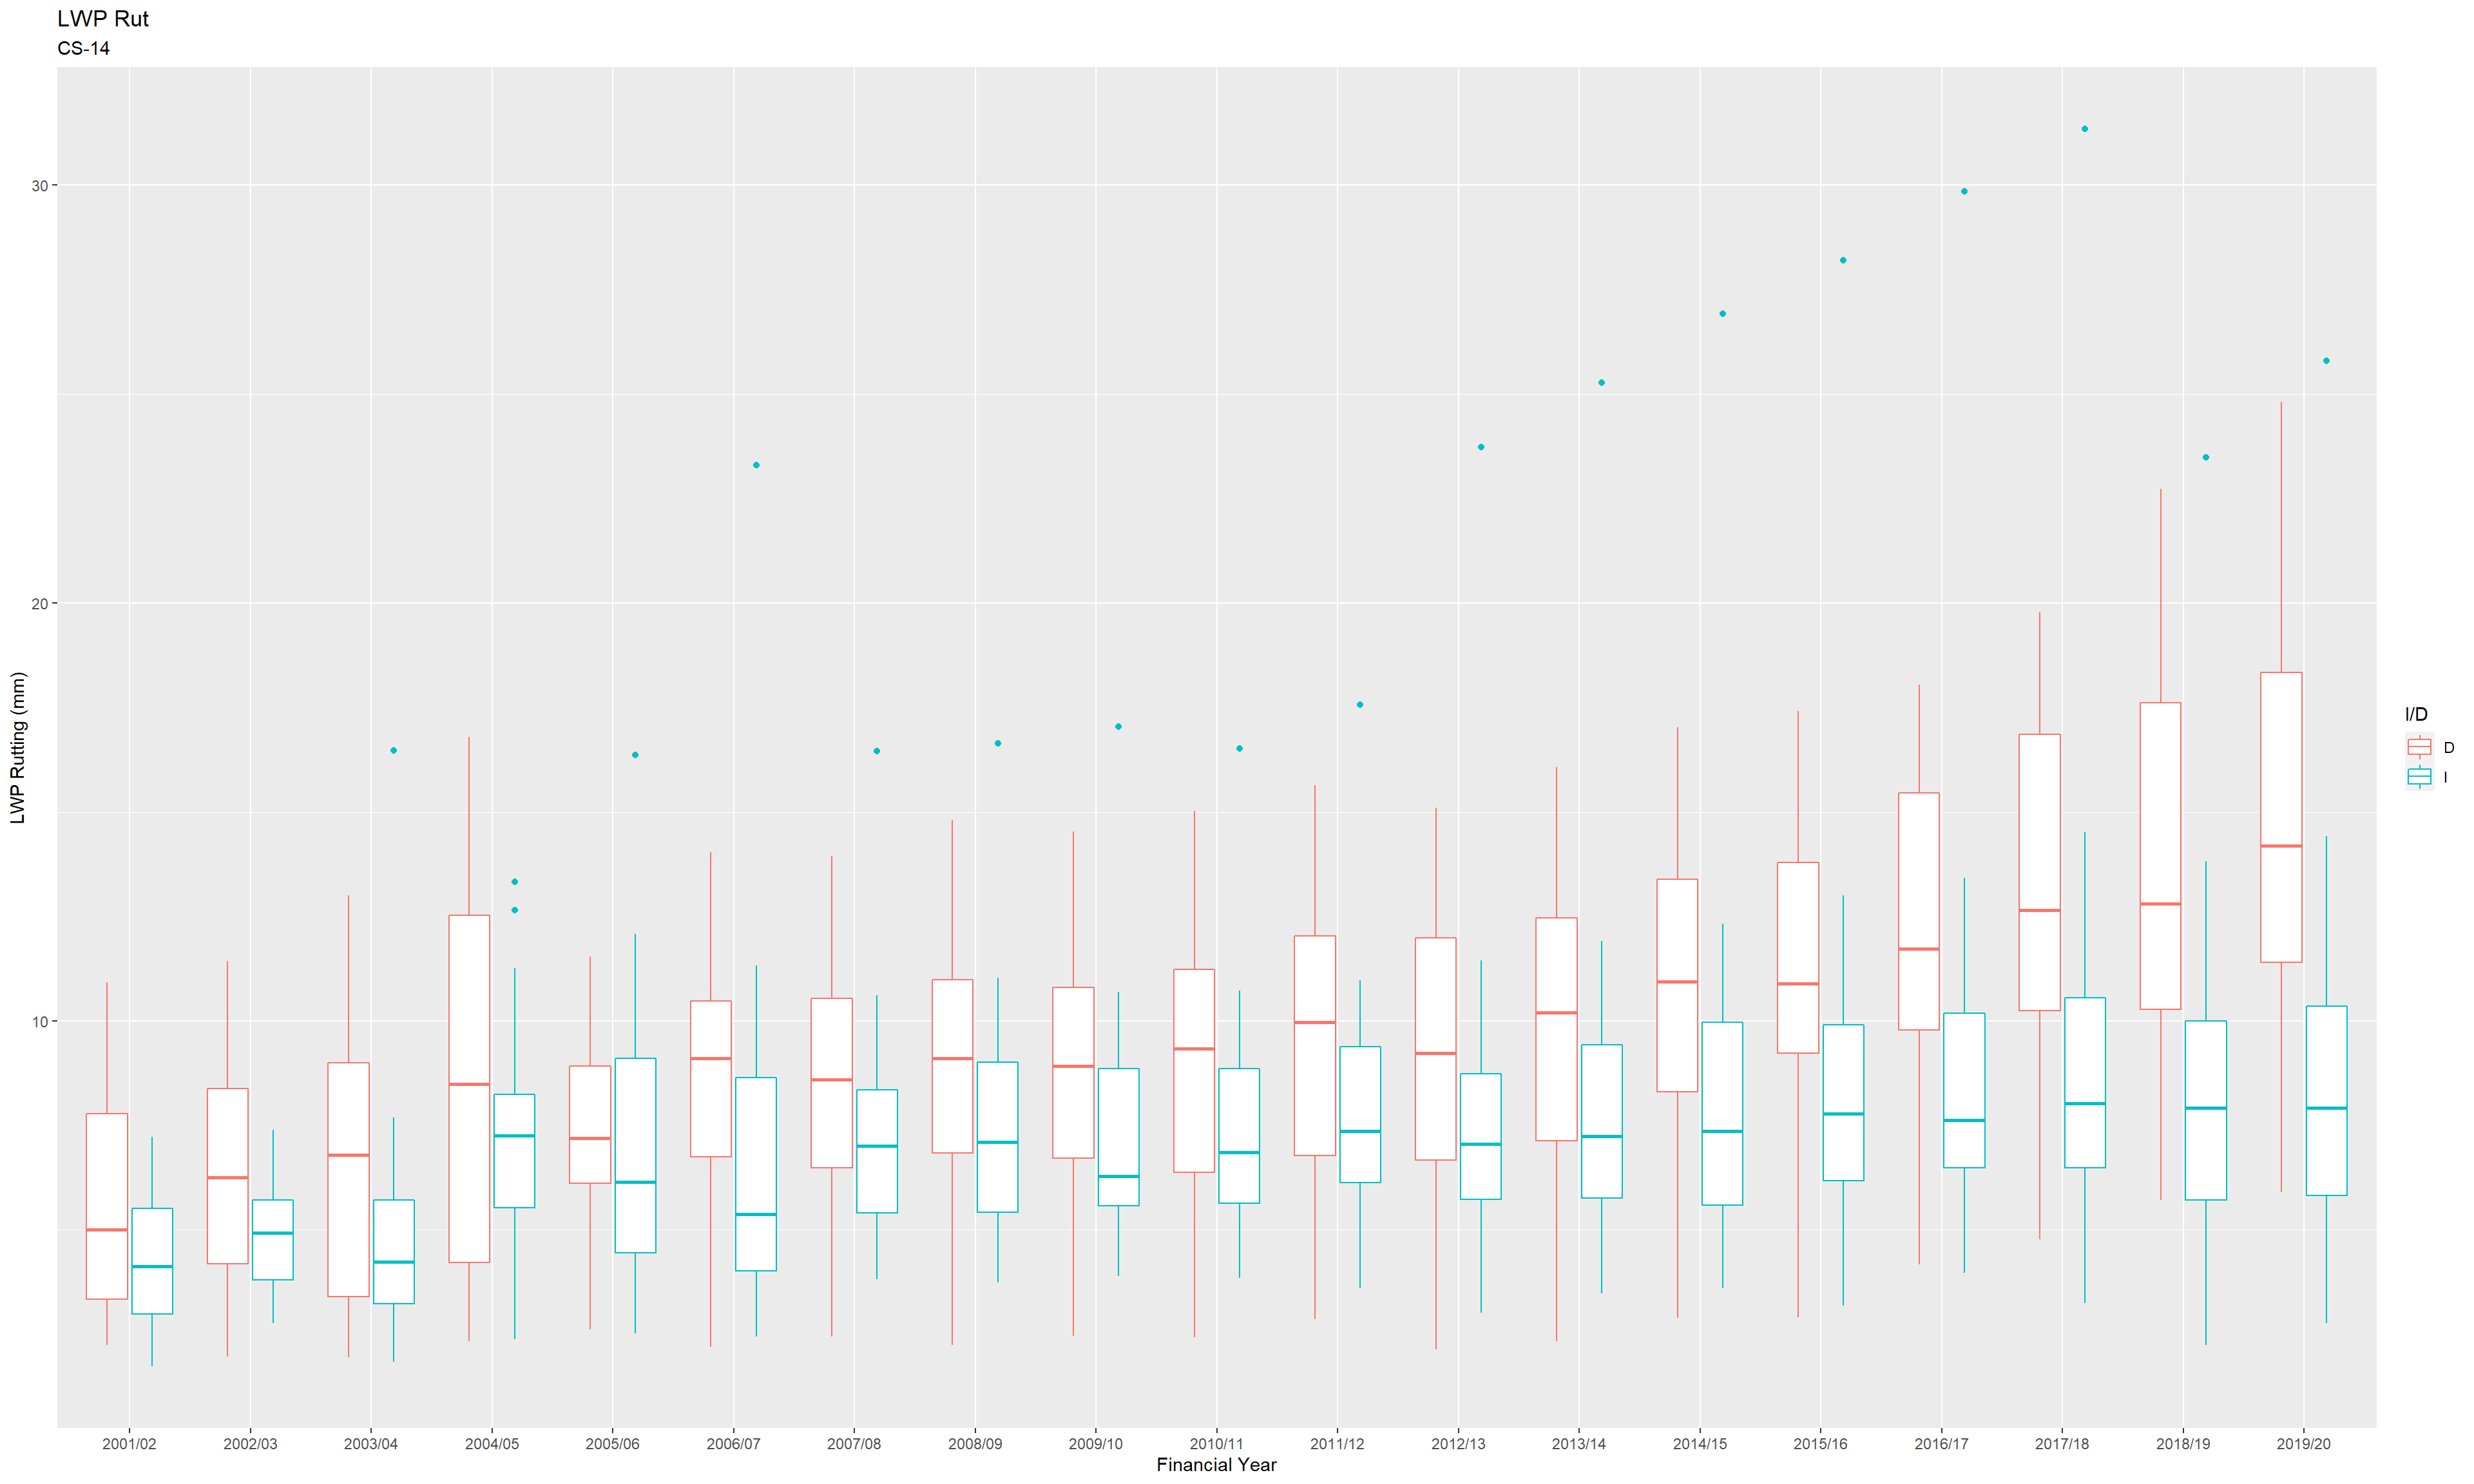 LWP Rut
CS-14
LWP Rutting (mm)
30
20
10
2001/02 2002/03 2003/04 2004/05 2005/06 2006/07 2007/08 2008/09 2009/10 2010/11 2011/12 2012/13 2013/14 2014/15 2015/16 2016/17 2017/18 2018/19 2019/20
Financial Year
I/D
D
I